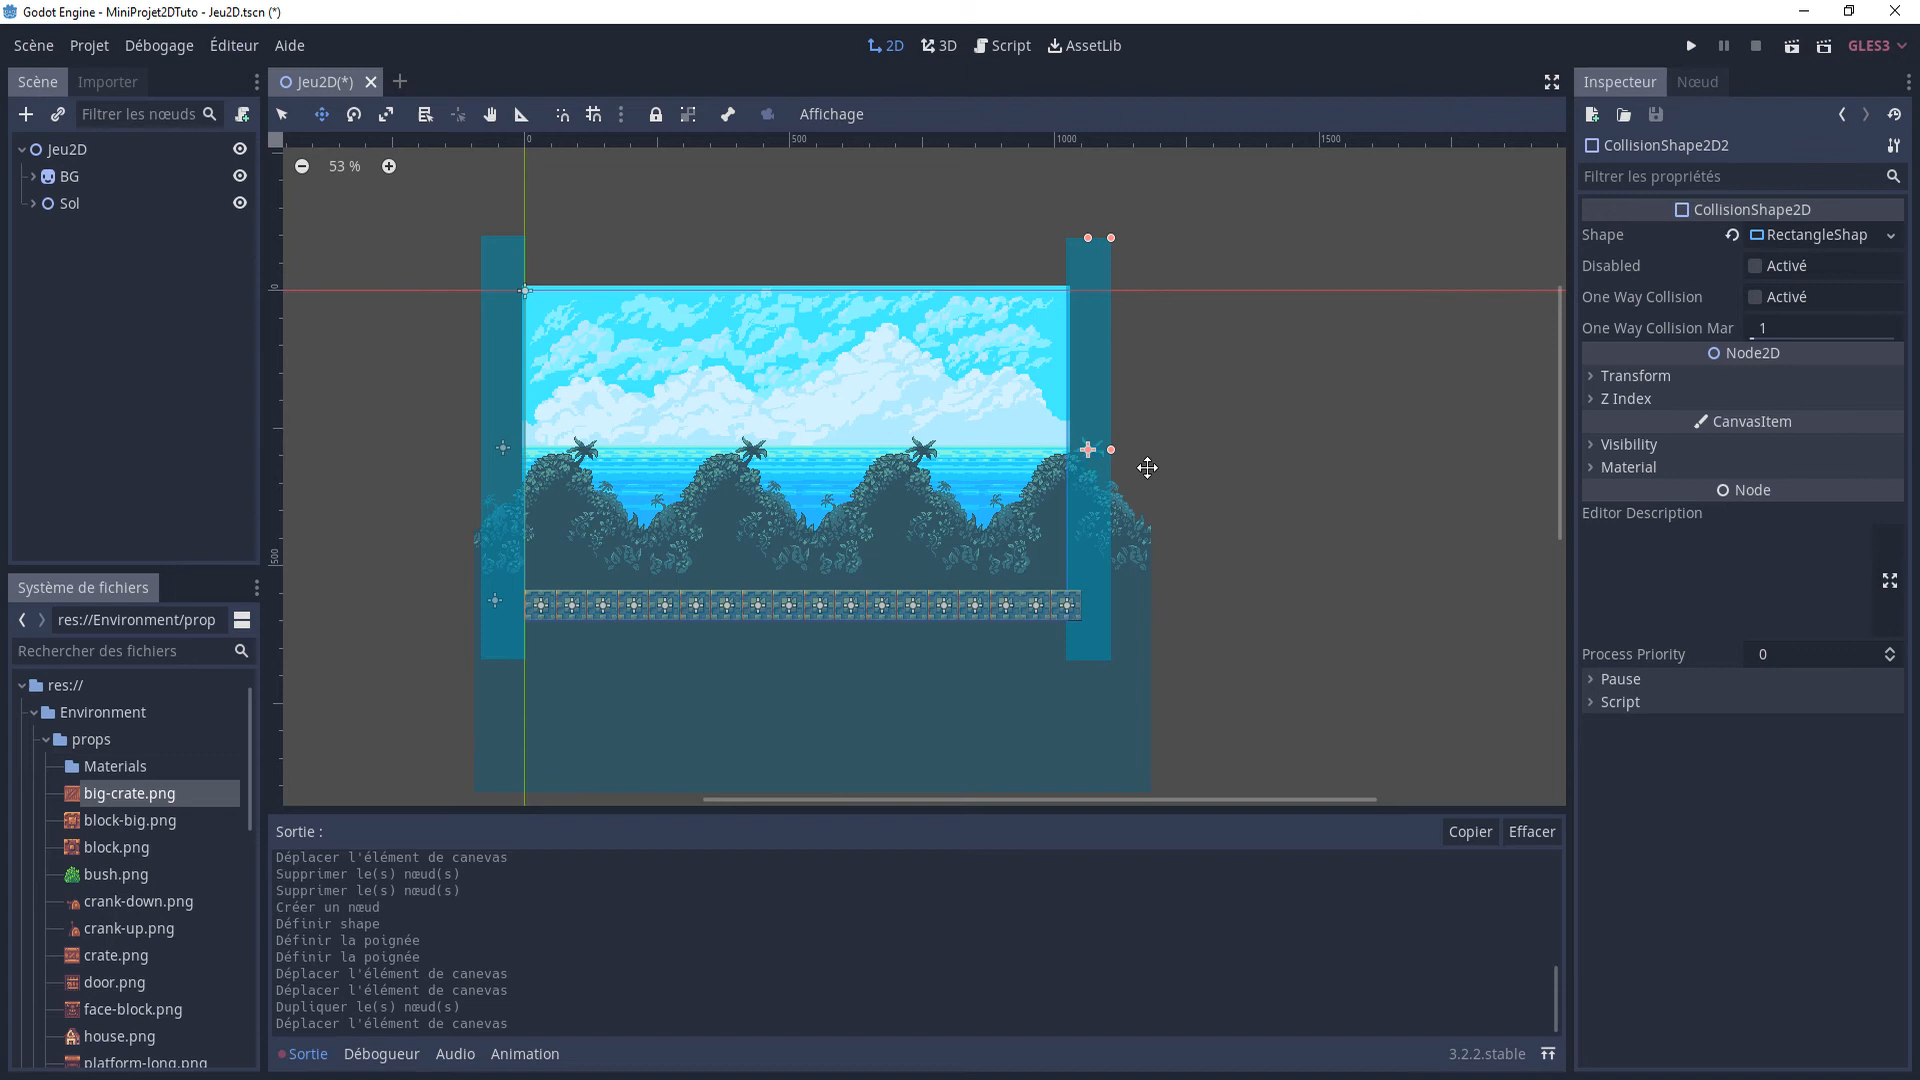 Godot Engine - MiniProjet2DTuto - Jeu2D.tscn (*)
Scène Projet Débogage Éditeur Aide
2D 3D Script AssetLib
GLES3
Scène Importer
Jeu2D(*)
Inspecteur Nœud
Filtrer les nœuds
Affichage
Jeu2D
BG
Sol
0 500 1000 1500
0
500
53 %
CollisionShape2D2
Filtrer les propriétés
CollisionShape2D
Shape RectangleShap
Disabled Activé
One Way Collision Activé
One Way Collision Mar 1
Node2D
Transform
Z Index
CanvasItem
Visibility
Material
Node
Editor Description
Process Priority 0
Pause
Script
Système de fichiers
res://Environment/prop
Rechercher des fichiers
res://
Environment
props
Materials
big-crate.png
block-big.png
block.png
bush.png
crank-down.png
crank-up.png
crate.png
door.png
face-block.png
house.png
platform-long.png
Sortie :
Copier Effacer
Déplacer l'élément de canevas
Supprimer le(s) nœud(s)
Supprimer le(s) nœud(s)
Créer un nœud
Définir shape
Définir la poignée
Définir la poignée
Déplacer l'élément de canevas
Déplacer l'élément de canevas
Dupliquer le(s) nœud(s)
Déplacer l'élément de canevas
Sortie Débogueur Audio Animation
3.2.2.stable